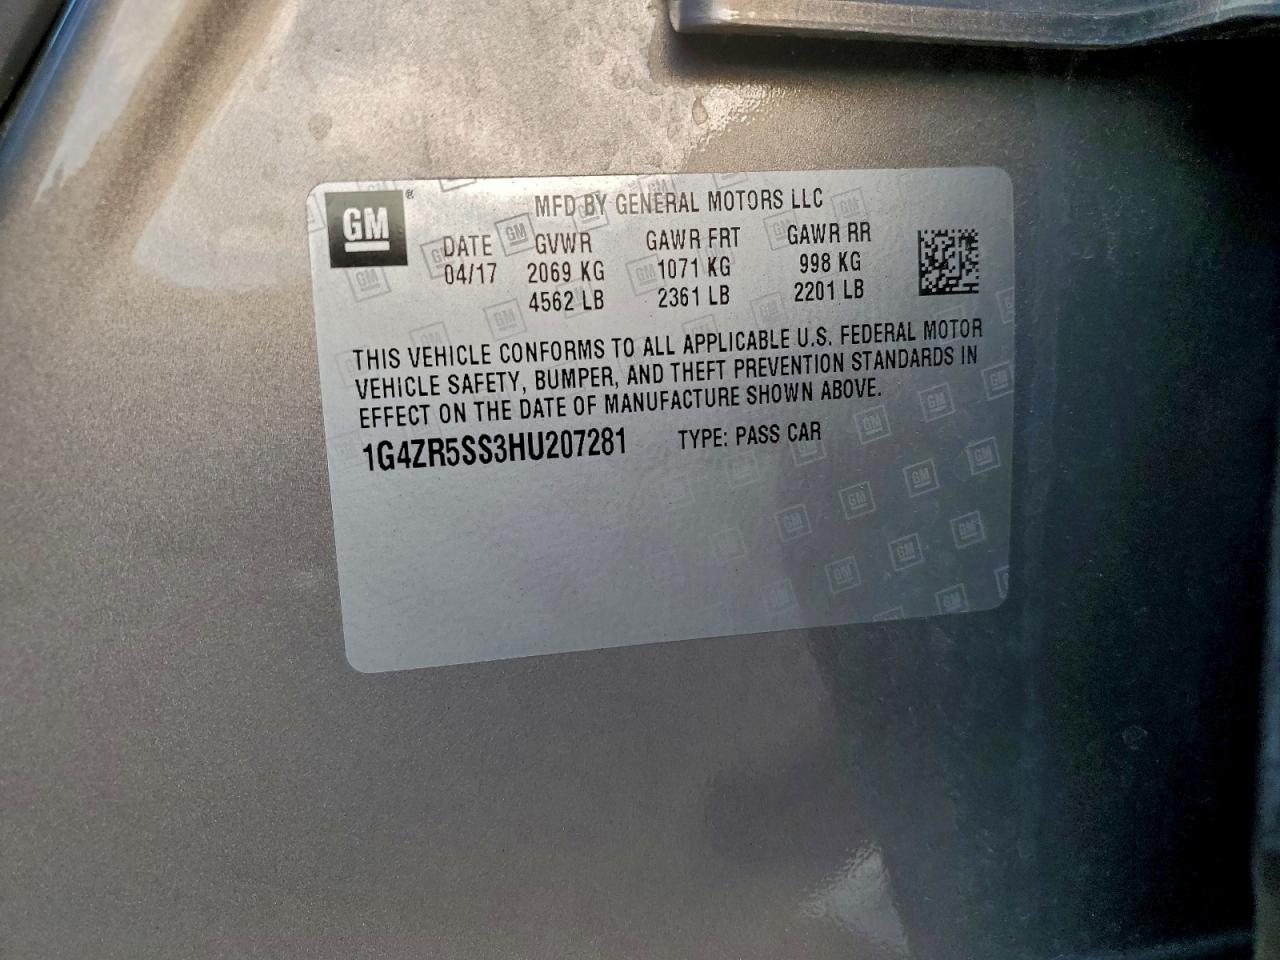 GM ®
MFD BY GENERAL MOTORS LLC
DATE GVWR GAWR FRT GAWR RR
04/17 2069 KG 1071 KG 998 KG
4562 LB 2361 LB 2201 LB
THIS VEHICLE CONFORMS TO ALL APPLICABLE U.S. FEDERAL MOTOR
VEHICLE SAFETY, BUMPER, AND THEFT PREVENTION STANDARDS IN
EFFECT ON THE DATE OF MANUFACTURE SHOWN ABOVE.
1G4ZR5SS3HU207281 TYPE: PASS CAR